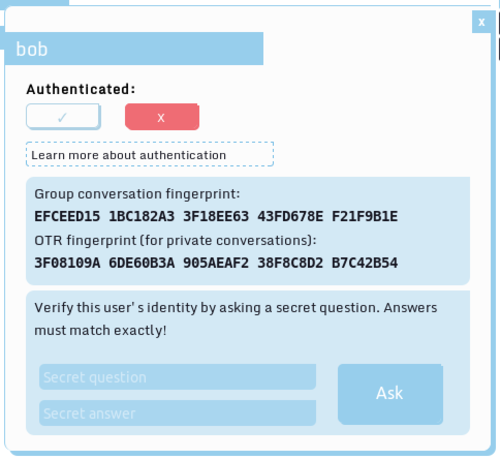 x
bob
Authenticated:
✓ x
Learn more about authentication
Group conversation fingerprint:
EFCEED15 1BC182A3 3F18EE63 43FD678E F21F9B1E
OTR fingerprint (for private conversations):
3F08109A 6DE60B3A 905AEAF2 38F8C8D2 B7C42B54
Verify this user's identity by asking a secret question. Answers
must match exactly!
Secret question
Ask
Secret answer